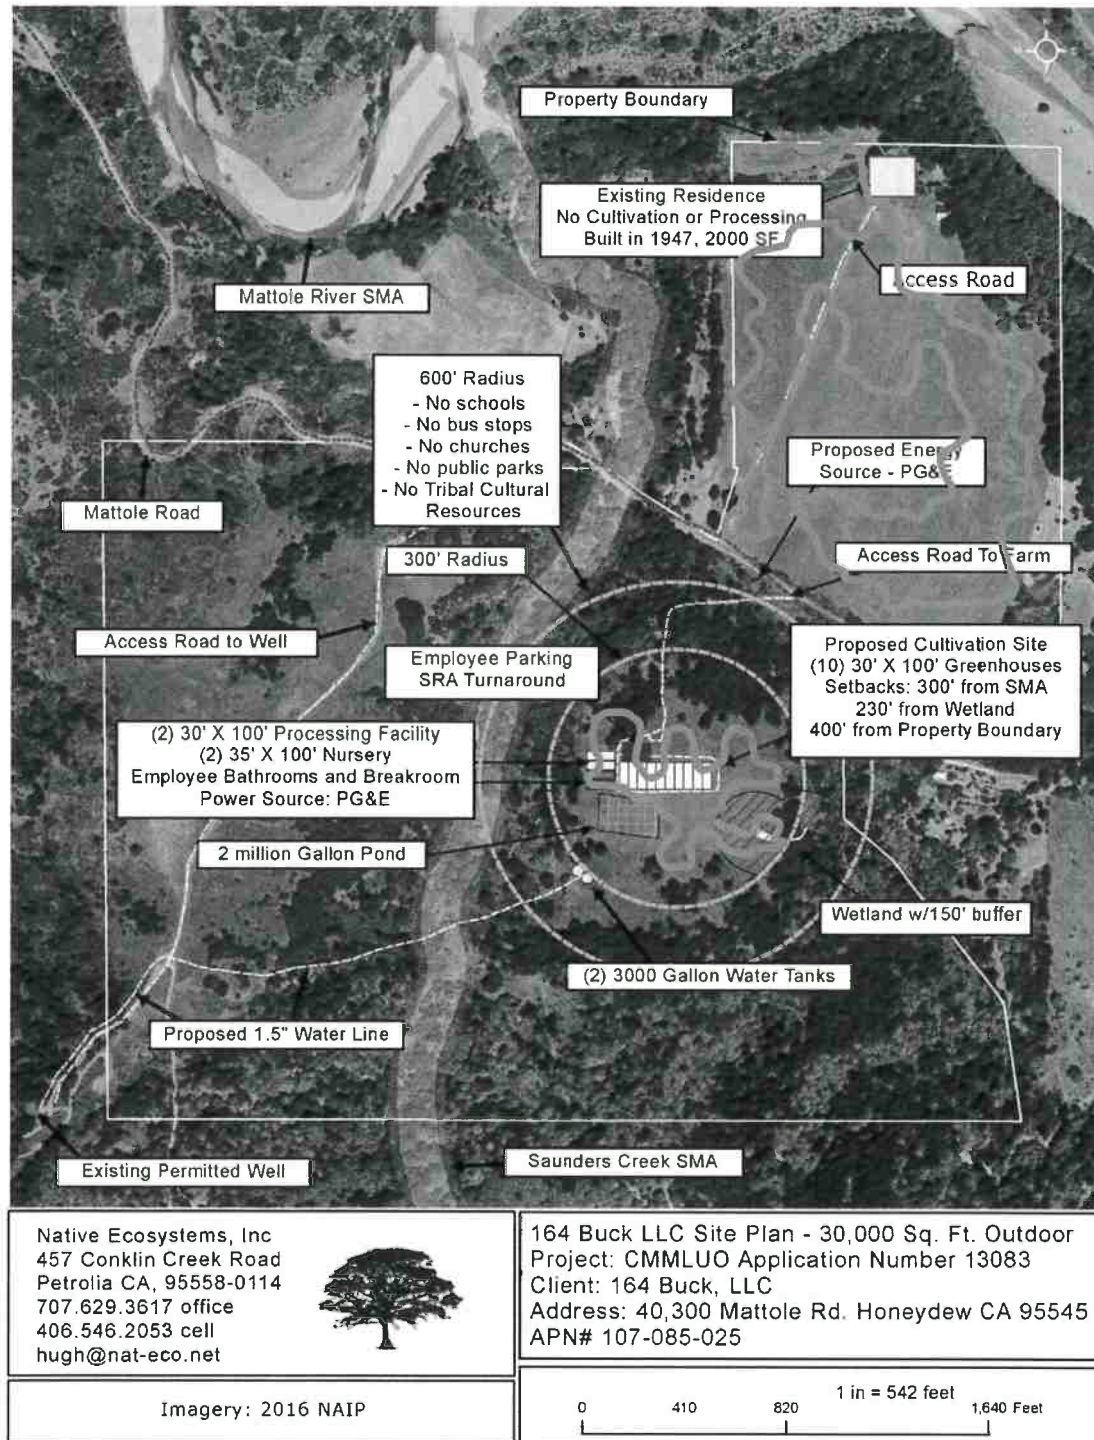 Property Boundary
Existing Residence
No Cultivation or Processing
Built in 1947, 2000 SF
Access Road
Mattole River SMA
600' Radius
- No schools
- No bus stops
- No churches
- No public parks
- No Tribal Cultural
Resources
Proposed Energy
Source - PG&E
Mattole Road
300' Radius
Access Road To Farm
Access Road to Well
Employee Parking
SRA Turnaround
Proposed Cultivation Site
(10) 30' X 100' Greenhouses
Setbacks: 300' from SMA
230' from Wetland
400' from Property Boundary
(2) 30' X 100' Processing Facility
(2) 35' X 100' Nursery
Employee Bathrooms and Breakroom
Power Source: PG&E
2 million Gallon Pond
Wetland w/150' buffer
(2) 3000 Gallon Water Tanks
Proposed 1.5" Water Line
Existing Permitted Well
Saunders Creek SMA
Native Ecosystems, Inc
457 Conklin Creek Road
Petrolia CA, 95558-0114
707.629.3617 office
406.546.2053 cell
hugh@nat-eco.net
164 Buck LLC Site Plan - 30,000 Sq. Ft. Outdoor
Project: CMMLUO Application Number 13083
Client: 164 Buck, LLC
Address: 40,300 Mattole Rd. Honeydew CA 95545
APN# 107-085-025
Imagery: 2016 NAIP
1 in = 542 feet
0 410 820 1,640 Feet